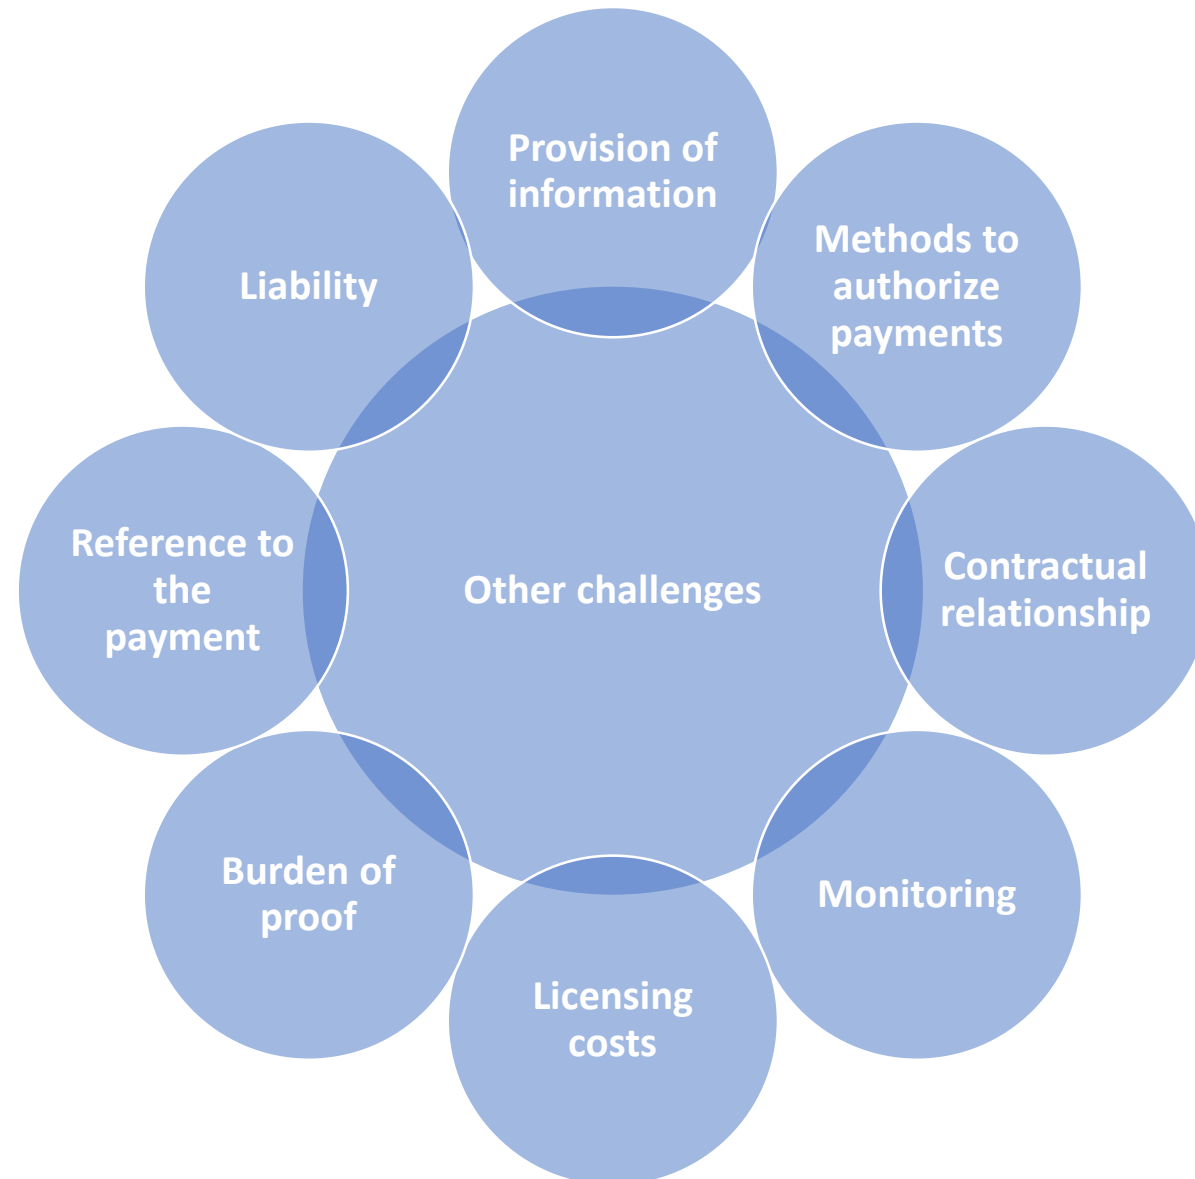 Provision of
information
Methods to
authorize
payments
Liability
Contractual
relationship
Reference to
the
payment
Other challenges
Monitoring
Burden of
proof
Licensing
costs